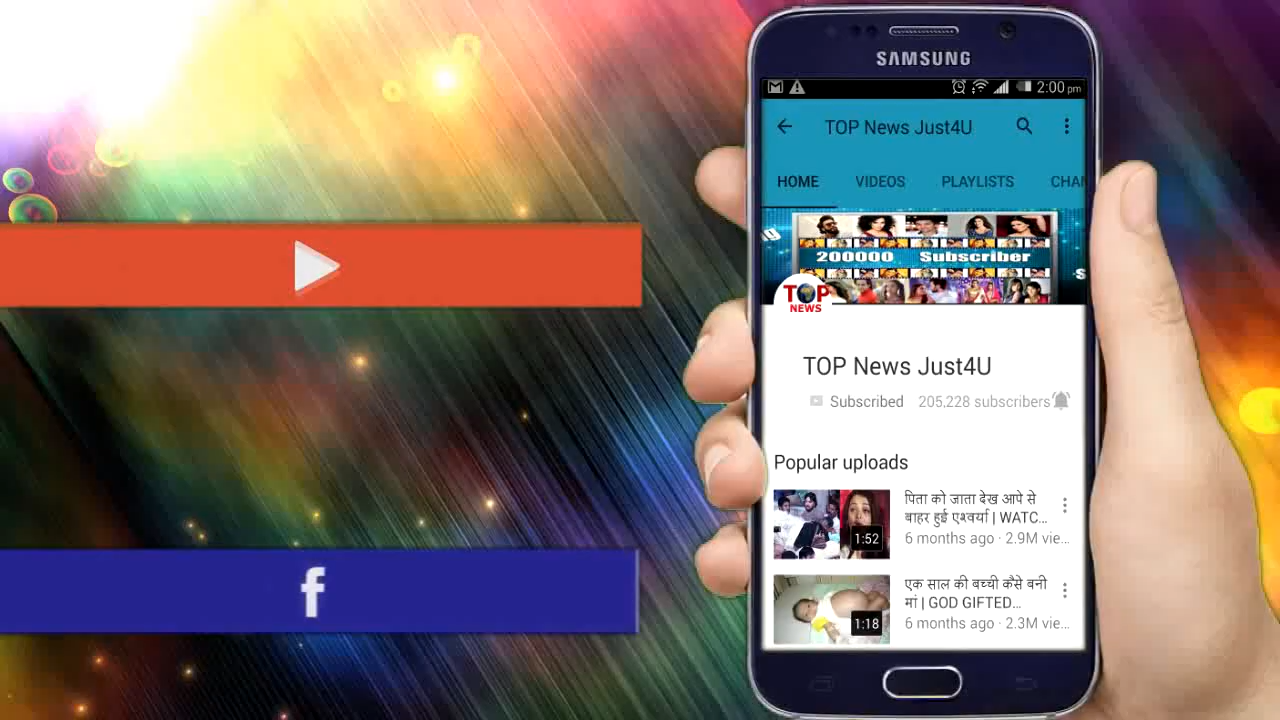 SAMSUNG
2:00 pm
TOP News Just4U
HOME VIDEOS PLAYLISTS CHAN
200000 Subscriber
TOP
NEWS
TOP News Just4U
Subscribed 205,228 subscribers
Popular uploads
पिता को जाता देख आपे से
बाहर हुई एश्वर्या | WATC...
6 months ago · 2.9M vie...
1:52
एक साल की बच्ची कैसे बनी
मां | GOD GIFTED...
6 months ago · 2.3M vie...
1:18
f